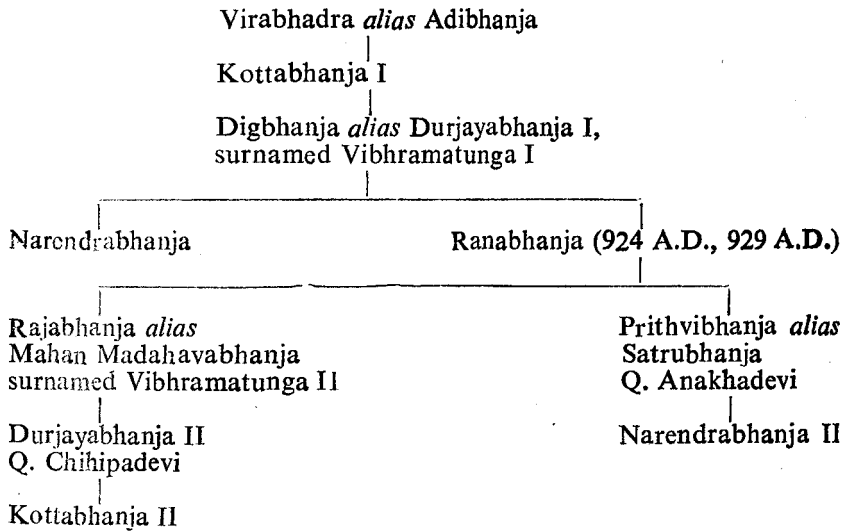 Virabhadra alias Adibhanja
Kottabhanja I
Digbhanja alias Durjayabhanja I,
surnamed Vibhramatunga I
Narendrabhanja
Ranabhanja (924 A.D., 929 A.D.)
Rajabhanja alias
Mahan Madahavabhanja
surnamed Vibhramatunga II
Prithvibhanja alias
Satrubhanja
Q. Anakhadevi
Durjayabhanja II
Q. Chihipadevi
Narendrabhanja II
Kottabhanja II